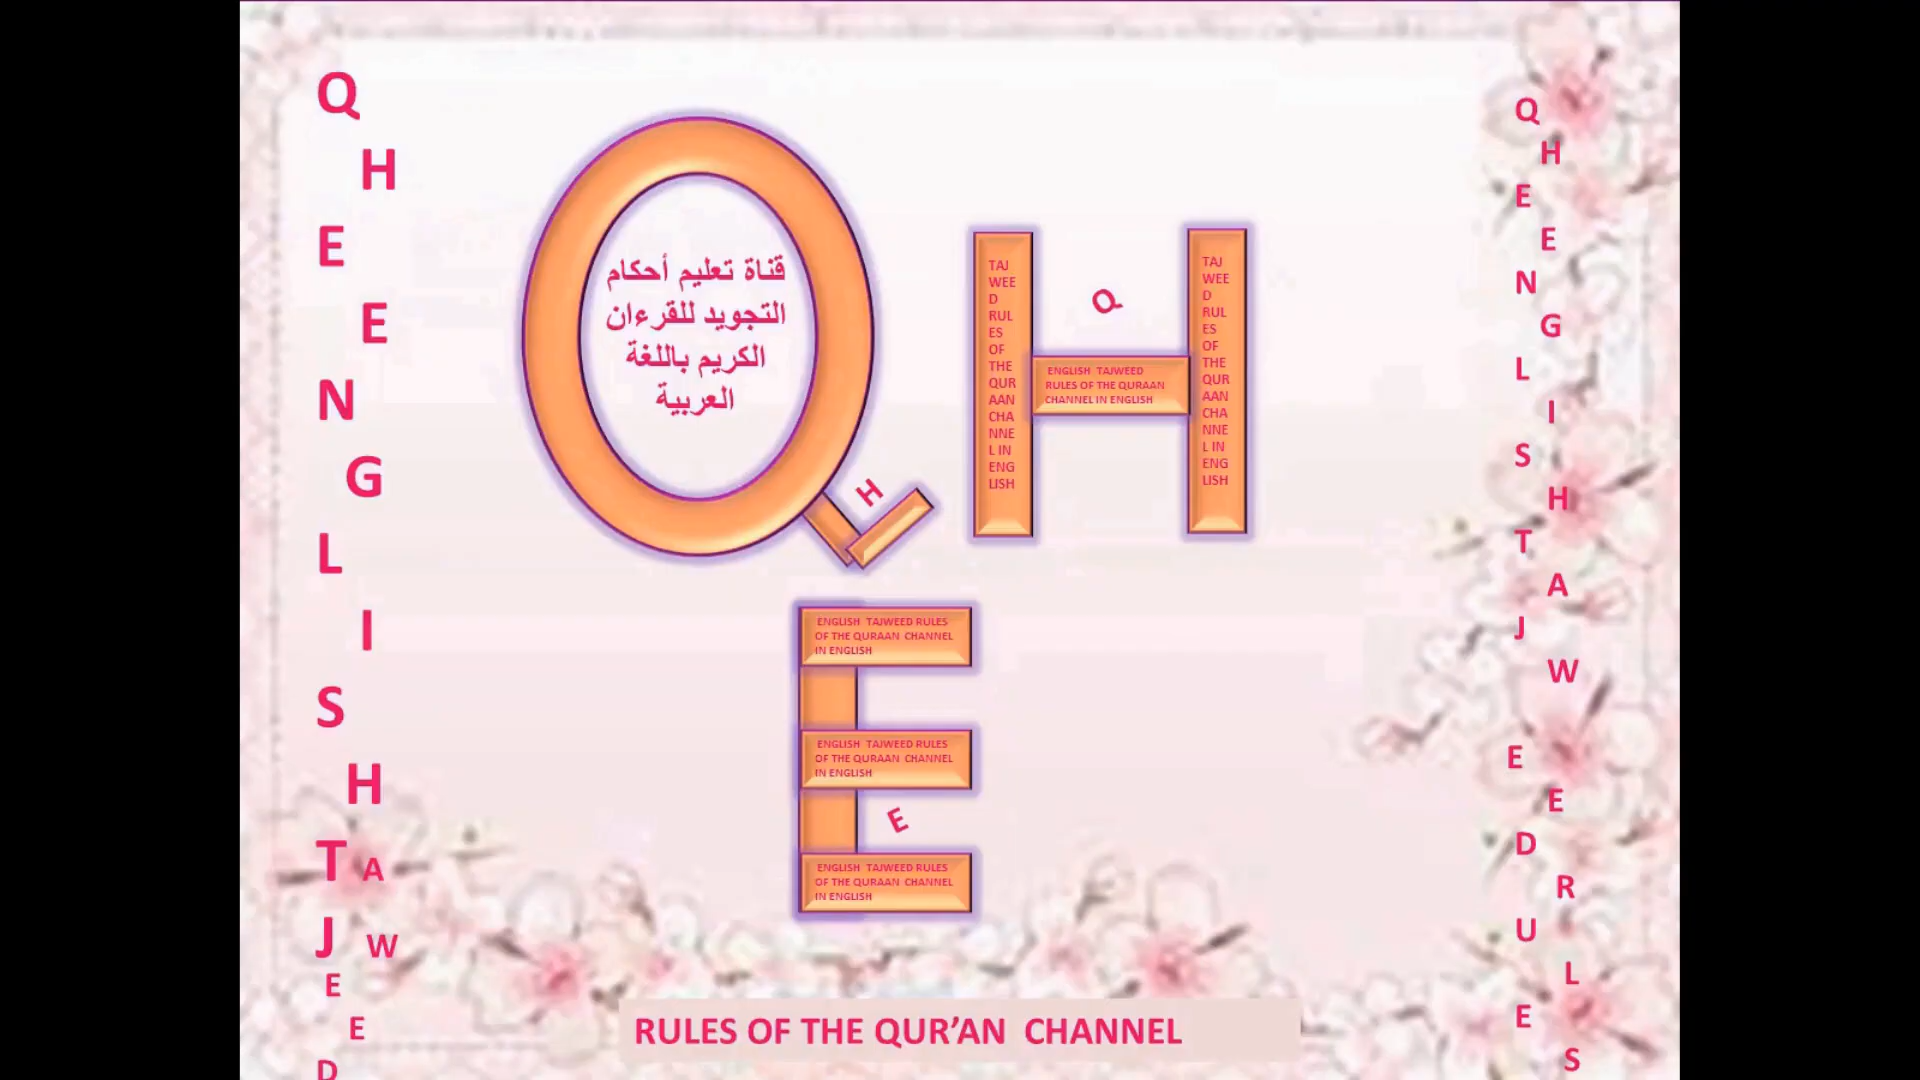 Q
H
E
E
N
G
L
I
S
H
T A
J W
E
E
D
قناة تعليم أحكام
التجويد للقرءان
الكريم باللغة
العربية
H
TAJ
WEE
D
RUL
ES
OF
THE
QUR
AAN
CHA
NNE
L IN
ENG
LISH
Q
ENGLISH TAJWEED
RULES OF THE QURAAN
CHANNEL IN ENGLISH
TAJ
WEE
D
RUL
ES
OF
THE
QUR
AAN
CHA
NNE
L IN
ENG
LISH
ENGLISH TAJWEED RULES
OF THE QURAAN CHANNEL
IN ENGLISH
ENGLISH TAJWEED RULES
OF THE QURAAN CHANNEL
IN ENGLISH
E
ENGLISH TAJWEED RULES
OF THE QURAAN CHANNEL
IN ENGLISH
Q
H
E
E
N
G
L
I
S
H
T
A
J
W
E
E
D
R
U
L
E
S
RULES OF THE QUR’AN CHANNEL